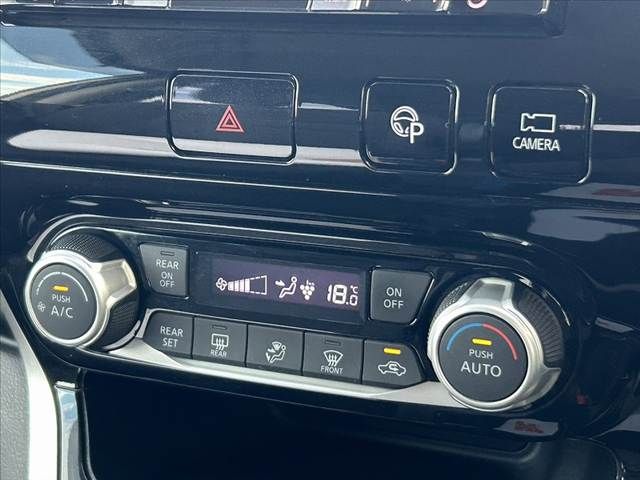 P
CAMERA
REAR
ON
OFF
18.0
°C
ON
OFF
PUSH
A/C
REAR
SET
REAR
FRONT
PUSH
AUTO